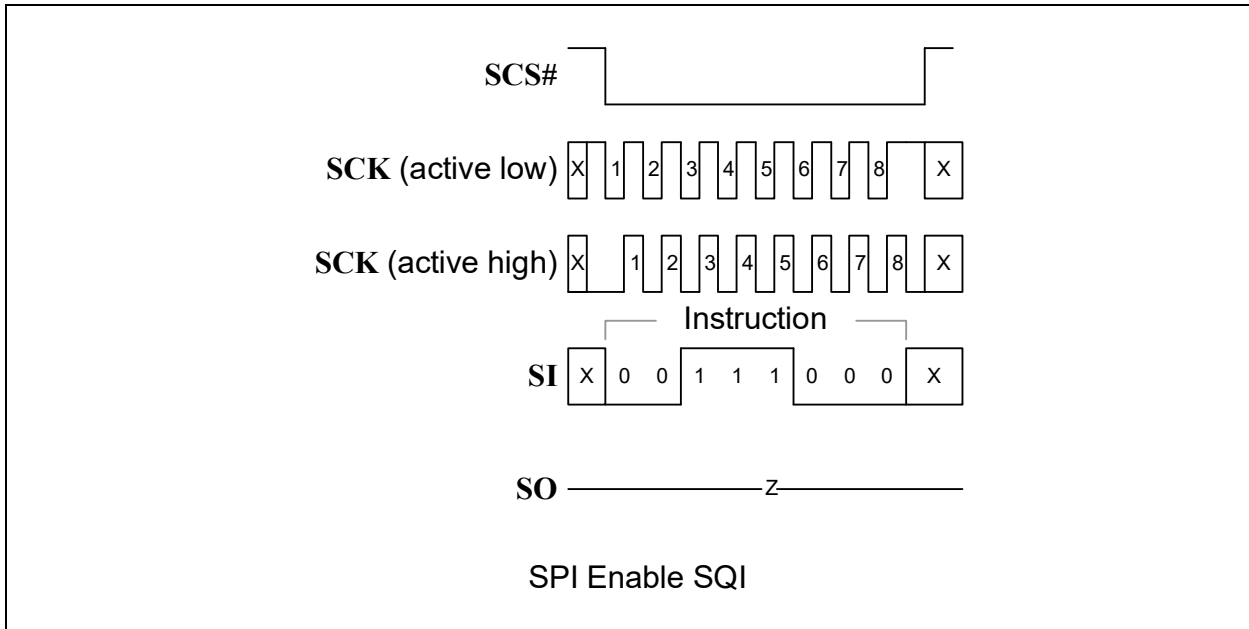 SCS#
SCK (active low) X 1 2 3 4 5 6 7 8 X
SCK (active high) X 1 2 3 4 5 6 7 8 X
Instruction
SI X 0 0 1 1 1 0 0 0 X
SO Z
SPI Enable SQI